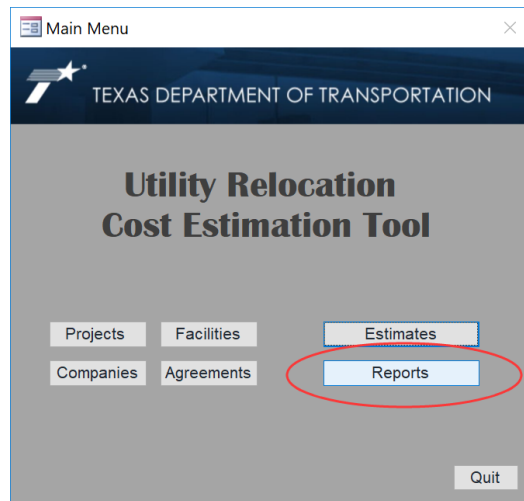 Main Menu
TEXAS DEPARTMENT OF TRANSPORTATION
Utility Relocation
Cost Estimation Tool
Projects Facilities Estimates
Companies Agreements Reports
Quit